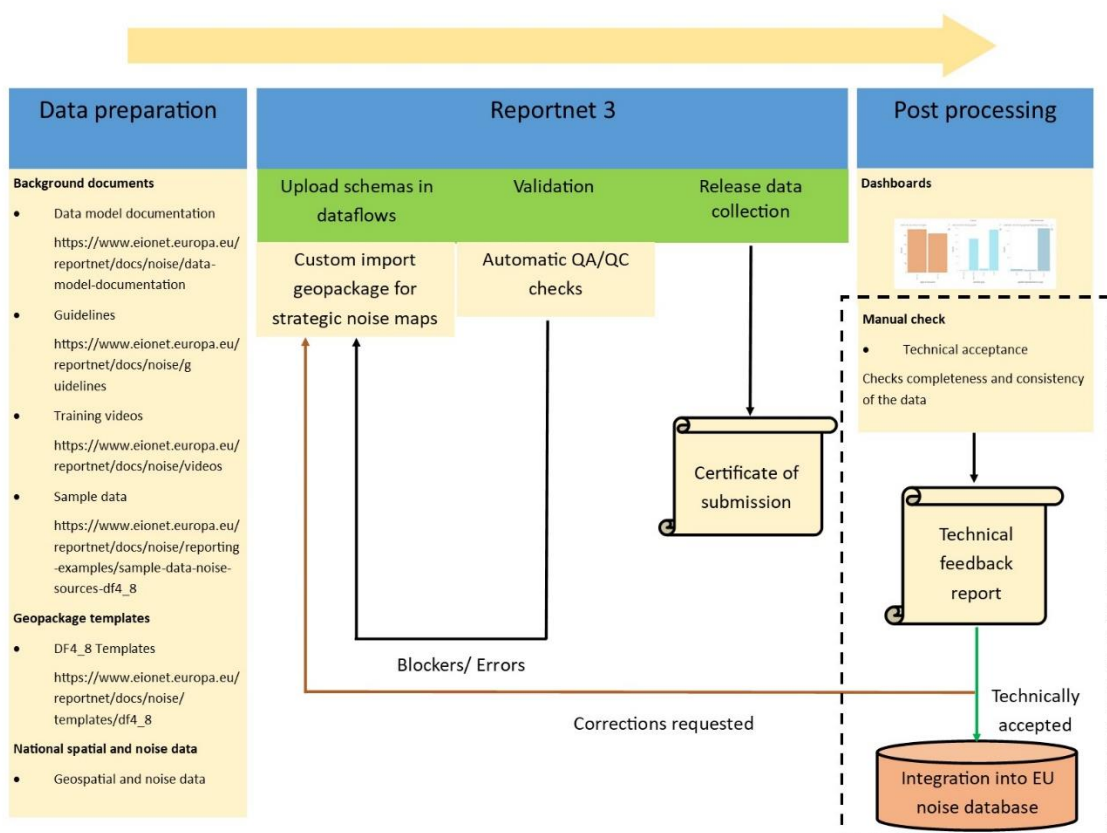 Data preparation
Background documents
• Data model documentation
https://www.eionet.europa.eu/
reportnet/docs/noise/data-
model-documentation
• Guidelines
https://www.eionet.europa.eu/
reportnet/docs/noise/g
uidelines
• Training videos
https://www.eionet.europa.eu/
reportnet/docs/noise/videos
• Sample data
https://www.eionet.europa.eu/
reportnet/docs/noise/reporting
-examples/sample-data-noise-
sources-df4_8
Geopackage templates
• DF4_8 Templates
https://www.eionet.europa.eu/
reportnet/docs/noise/
templates/df4_8
National spatial and noise data
• Geospatial and noise data
Reportnet 3
Upload schemas in
dataflows
Custom import
geopackage for
strategic noise maps
Validation
Automatic QA/QC
checks
Blockers/ Errors
Release data
collection
Certificate of
submission
Corrections requested
Post processing
Dashboards
Manual check
• Technical acceptance
Checks completeness and consistency
of the data
Technical
feedback
report
Technically
accepted
Integration into EU
noise database